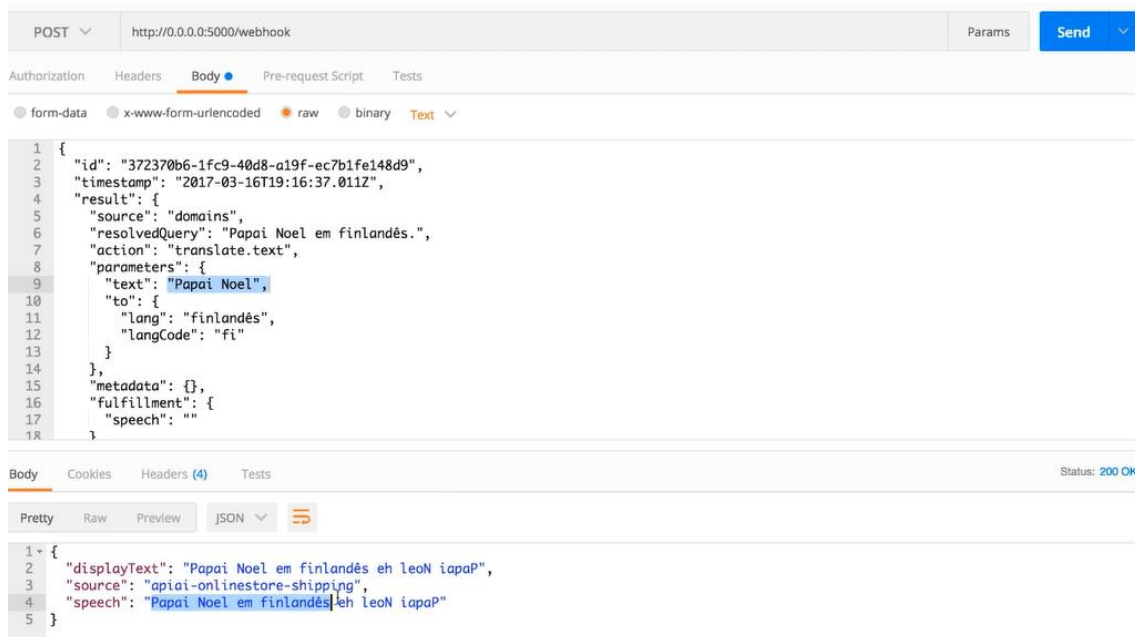 POST http://0.0.0.0:5000/webhook Params Send
Authorization Headers Body Pre-request Script Tests
form-data x-www-form-urlencoded raw binary Text
1 {
2 "id": "372370b6-1fc9-40d8-a19f-ec7b1fe148d9",
3 "timestamp": "2017-03-16T19:16:37.011Z",
4 "result": {
5 "source": "domains",
6 "resolvedQuery": "Papai Noel em finlandês.",
7 "action": "translate.text",
8 "parameters": {
9 "text": "Papai Noel",
10 "to": {
11 "lang": "finlandês",
12 "langCode": "fi"
13 }
14 },
15 "metadata": {},
16 "fulfillment": {
17 "speech": ""
18 }
Body Cookies Headers (4) Tests Status: 200 OK
Pretty Raw Preview JSON
1 {
2 "displayText": "Papai Noel em finlandês eh leoN iapaP",
3 "source": "apiai-onlinestore-shipping",
4 "speech": "Papai Noel em finlandês eh leoN iapaP"
5 }